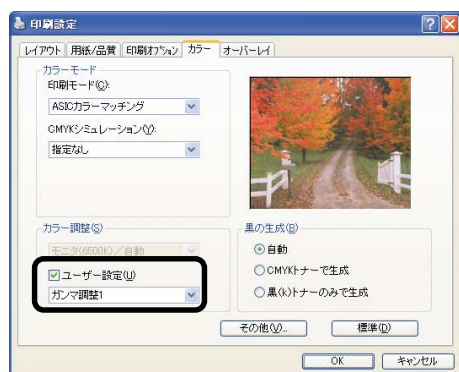 印刷設定
レイアウト 用紙/品質 印刷オプション カラー オーバーレイ
カラーモード
印刷モード(C):
ASICカラーマッチング
CMYKシミュレーション(Y):
指定なし
カラー調整(S)
モニタ(6500K)/自動
ユーザー設定(U)
ガンマ調整1
黒の生成(B)
自動
CMYKトナーで生成
黒(k)トナーのみで生成
その他(V)...
標準(D)
OK
キャンセル